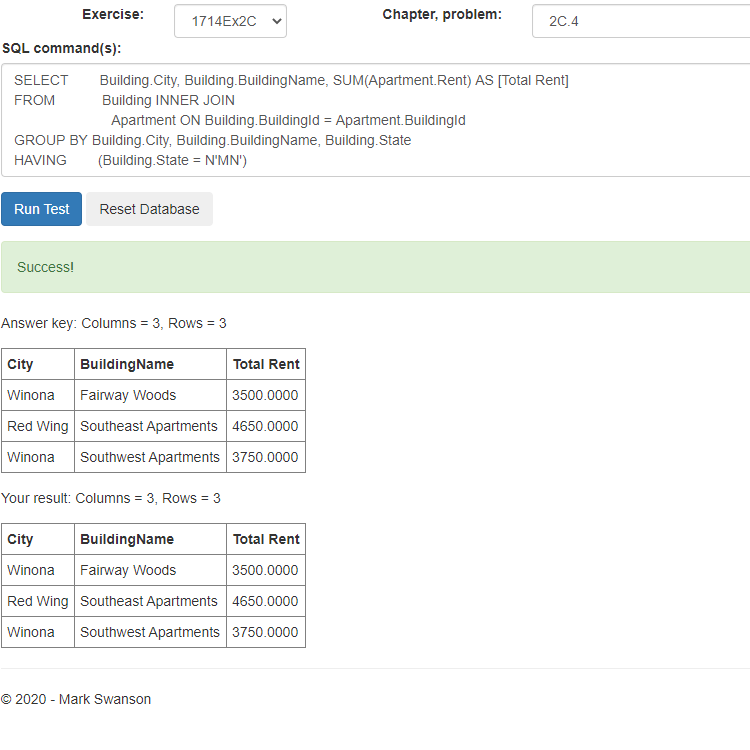 Exercise: 1714Ex2C Chapter, problem: 2C.4
SQL command(s):
SELECT Building.City, Building.BuildingName, SUM(Apartment.Rent) AS [Total Rent]
FROM Building INNER JOIN
Apartment ON Building.BuildingId = Apartment.BuildingId
GROUP BY Building.City, Building.BuildingName, Building.State
HAVING (Building.State = N'MN')
Run Test Reset Database
Success!
Answer key: Columns = 3, Rows = 3
City BuildingName Total Rent
Winona Fairway Woods 3500.0000
Red Wing Southeast Apartments 4650.0000
Winona Southwest Apartments 3750.0000
Your result: Columns = 3, Rows = 3
City BuildingName Total Rent
Winona Fairway Woods 3500.0000
Red Wing Southeast Apartments 4650.0000
Winona Southwest Apartments 3750.0000
© 2020 - Mark Swanson